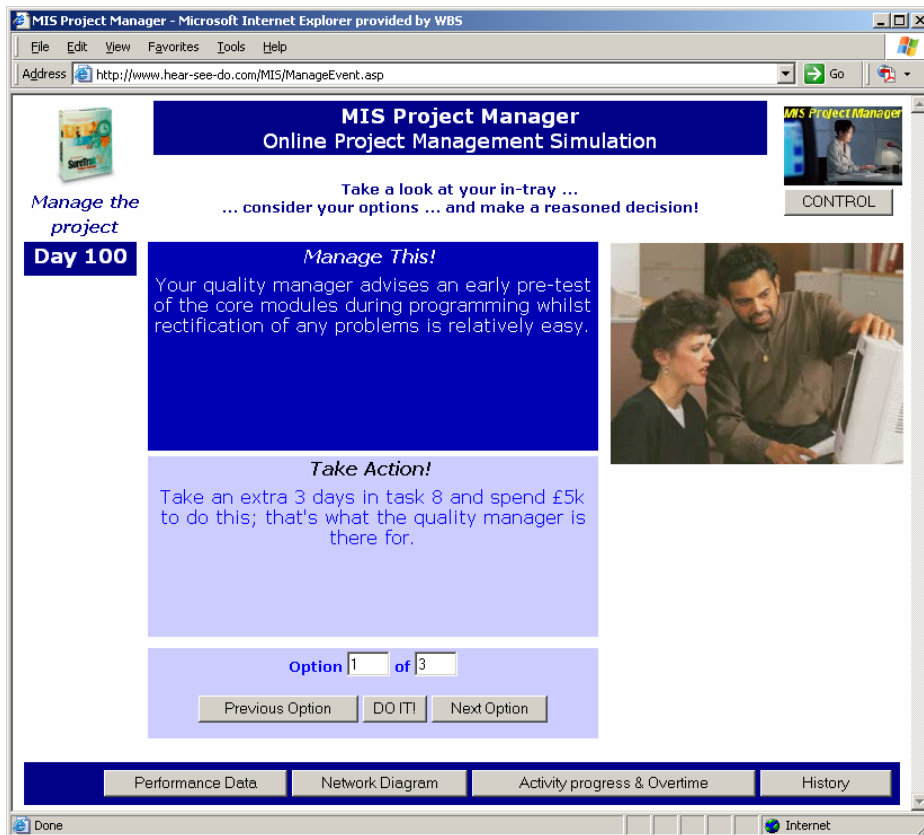 MIS Project Manager - Microsoft Internet Explorer provided by WBS
File Edit View Favorites Tools Help
Address http://www.hear-see-do.com/MIS/ManageEvent.asp Go
MIS Project Manager
Online Project Management Simulation
SureTrak
MIS Project Manager
CONTROL
Manage the
project
Take a look at your in-tray ...
... consider your options ... and make a reasoned decision!
Day 100
Manage This!
Your quality manager advises an early pre-test
of the core modules during programming whilst
rectification of any problems is relatively easy.
Take Action!
Take an extra 3 days in task 8 and spend £5k
to do this; that's what the quality manager is
there for.
Option 1 of 3
Previous Option DO IT! Next Option
Performance Data Network Diagram Activity progress & Overtime History
Done Internet